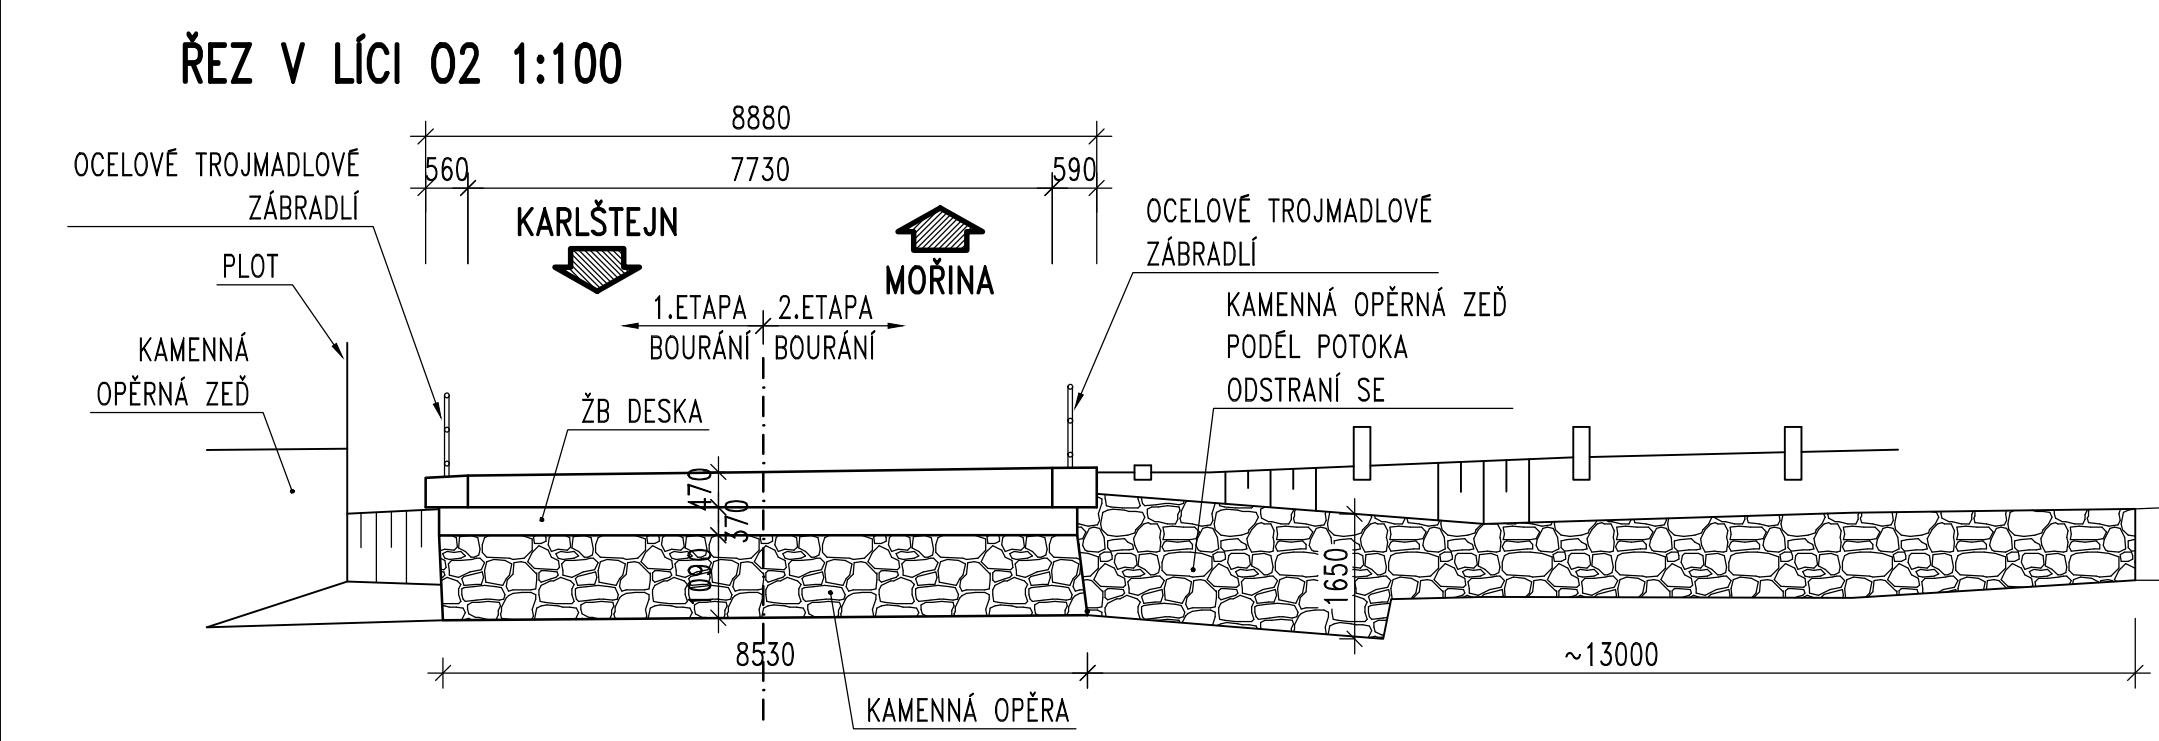 ŘEZ V LÍCI O2 1:100
8880
560
7730
590
OCELOVÉ TROJMADLOVÉ
ZÁBRADLÍ
KARLŠTEJN
MOŘINA
OCELOVÉ TROJMADLOVÉ
ZÁBRADLÍ
PLOT
1.ETAPA
BOURÁNÍ
2.ETAPA
BOURÁNÍ
KAMENNÁ OPĚRNÁ ZEĎ
PODÉL POTOKA
ODSTRANÍ SE
KAMENNÁ
OPĚRNÁ ZEĎ
ŽB DESKA
470
370
1090
1650
8530
~13000
KAMENNÁ OPĚRA